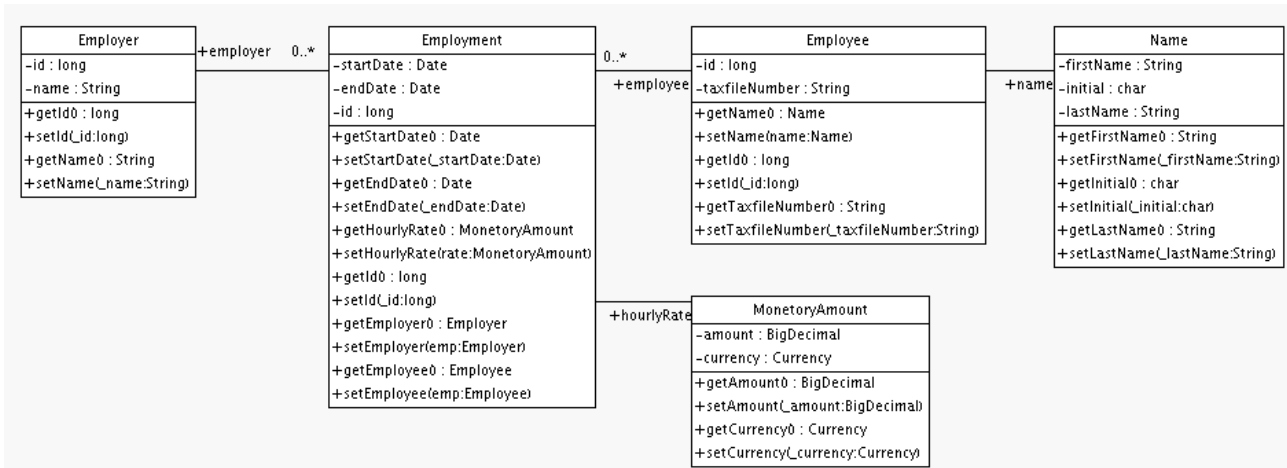 Employer
-id : long
-name : String
+getId() : long
+setId(_id:long)
+getName() : String
+setName(_name:String)
+employer
0..*
Employment
-startDate : Date
-endDate : Date
-id : long
+getStartDate() : Date
+setStartDate(_startDate:Date)
+getEndDate() : Date
+setEndDate(_endDate:Date)
+getHourlyRate() : MonetoryAmount
+setHourlyRate(rate:MonetoryAmount)
+getId() : long
+setId(_id:long)
+getEmployer() : Employer
+setEmployer(emp:Employer)
+getEmployee() : Employee
+setEmployee(emp:Employee)
0..*
+employee
Employee
-id : long
-taxfileNumber : String
+getName() : Name
+setName(name:Name)
+getId() : long
+setId(_id:long)
+getTaxfileNumber() : String
+setTaxfileNumber(_taxfileNumber:String)
+name
Name
-firstName : String
-initial : char
-lastName : String
+getFirstName() : String
+setFirstName(_firstName:String)
+getInitial() : char
+setInitial(_initial:char)
+getLastName() : String
+setLastName(_lastName:String)
+hourlyRate
MonetoryAmount
-amount : BigDecimal
-currency : Currency
+getAmount() : BigDecimal
+setAmount(_amount:BigDecimal)
+getCurrency() : Currency
+setCurrency(_currency:Currency)